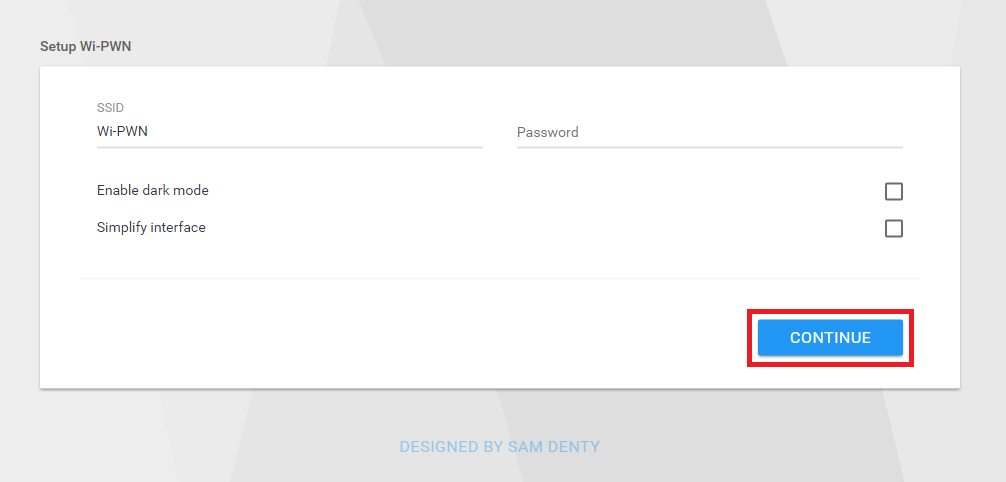 Setup Wi-PWN
SSID
Wi-PWN
Password
Enable dark mode
Simplify interface
CONTINUE
DESIGNED BY SAM DENTY